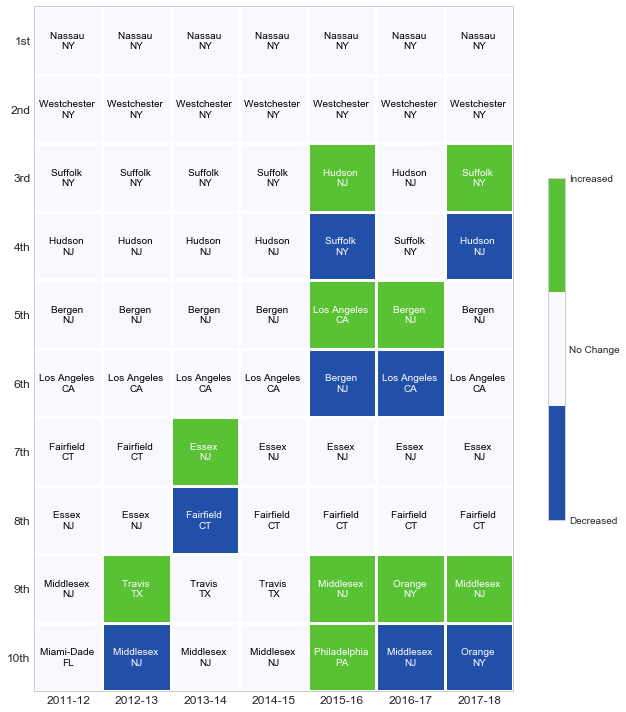 1st
Nassau Nassau Nassau Nassau Nassau Nassau Nassau
NY NY NY NY NY NY NY
2nd
Westchester Westchester Westchester Westchester Westchester Westchester Westchester
NY NY NY NY NY NY NY
3rd
Suffolk Suffolk Suffolk Suffolk Hudson Hudson Suffolk
NY NY NY NY NJ NJ NY
4th
Hudson Hudson Hudson Hudson Suffolk Suffolk Hudson
NJ NJ NJ NJ NY NY NJ
5th
Bergen Bergen Bergen Bergen Los Angeles Bergen Bergen
NJ NJ NJ NJ CA NJ NJ
6th
Los Angeles Los Angeles Los Angeles Los Angeles Bergen Los Angeles Los Angeles
CA CA CA CA NJ CA CA
7th
Fairfield Fairfield Essex Essex Essex Essex Essex
CT CT NJ NJ NJ NJ NJ
8th
Essex Essex Fairfield Fairfield Fairfield Fairfield Fairfield
NJ NJ CT CT CT CT CT
9th
Middlesex Travis Travis Travis Middlesex Orange Middlesex
NJ TX TX TX NJ NY NJ
10th
Miami-Dade Middlesex Middlesex Middlesex Philadelphia Middlesex Orange
FL NJ NJ NJ PA NJ NY
2011-12 2012-13 2013-14 2014-15 2015-16 2016-17 2017-18
Increased
No Change
Decreased